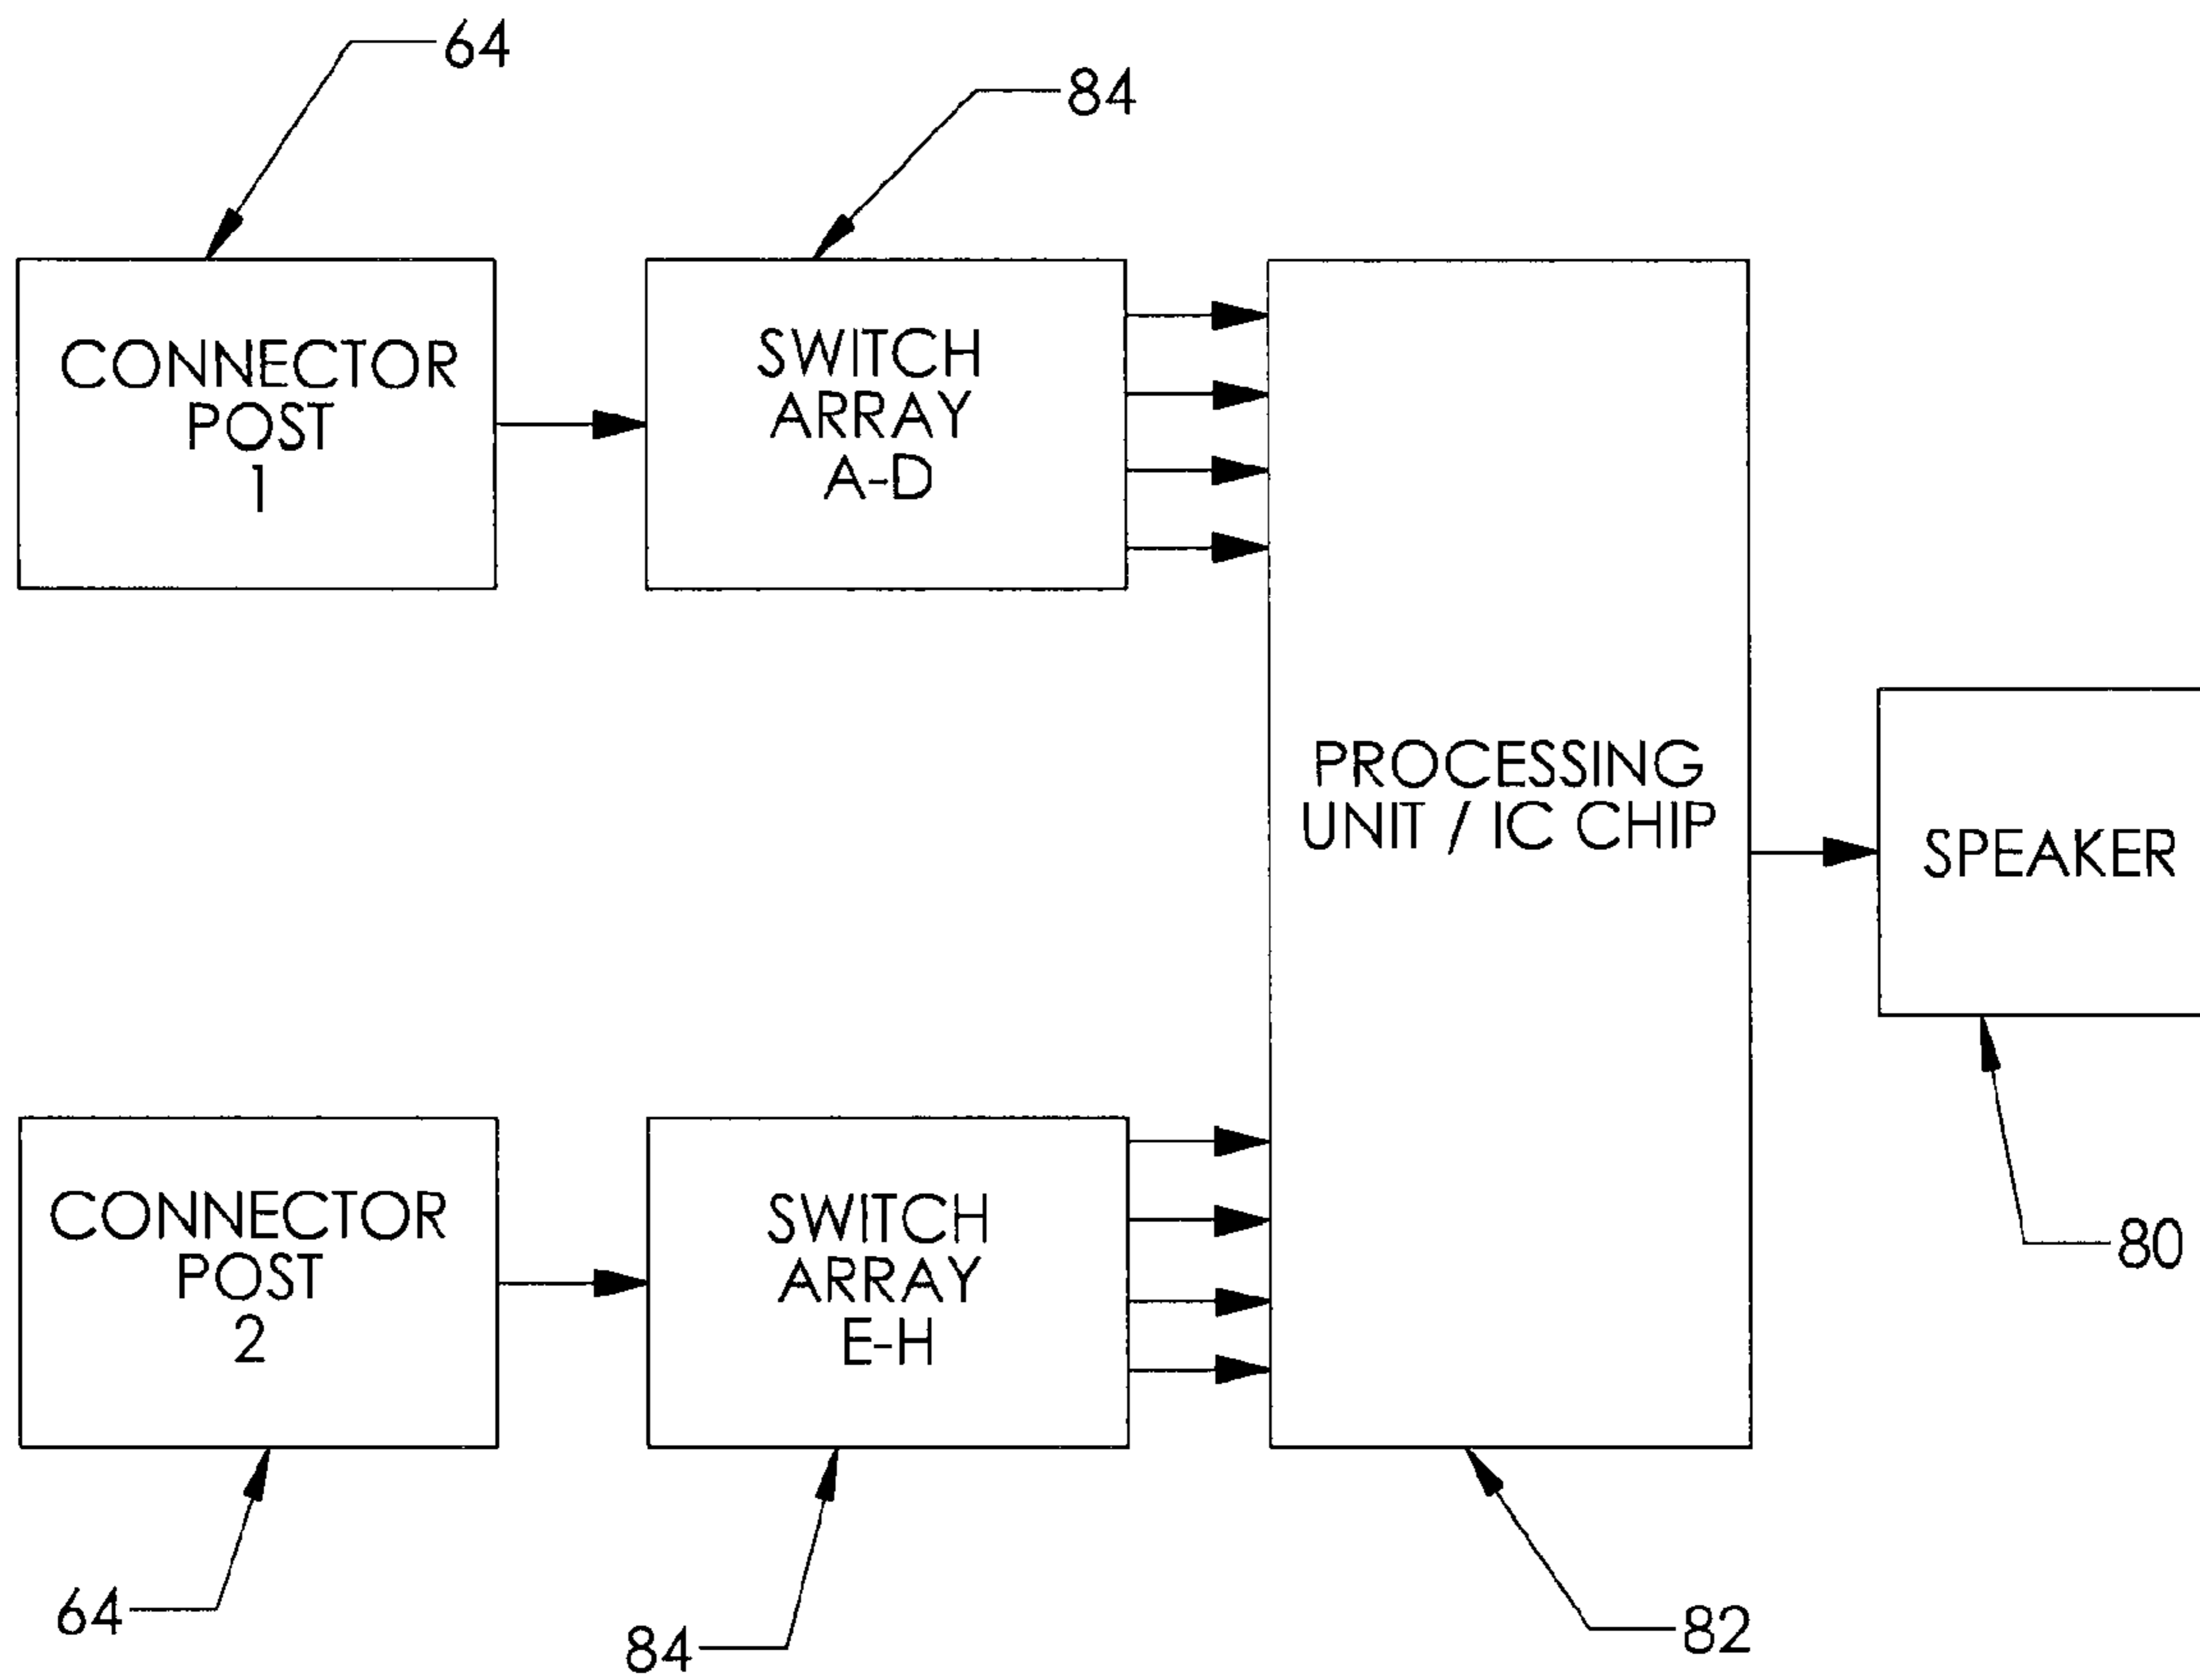 64
84
CONNECTOR
POST
1
SWITCH
ARRAY
A-D
PROCESSING
UNIT / IC CHIP
SPEAKER
CONNECTOR
POST
2
SWITCH
ARRAY
E-H
80
64
84
82